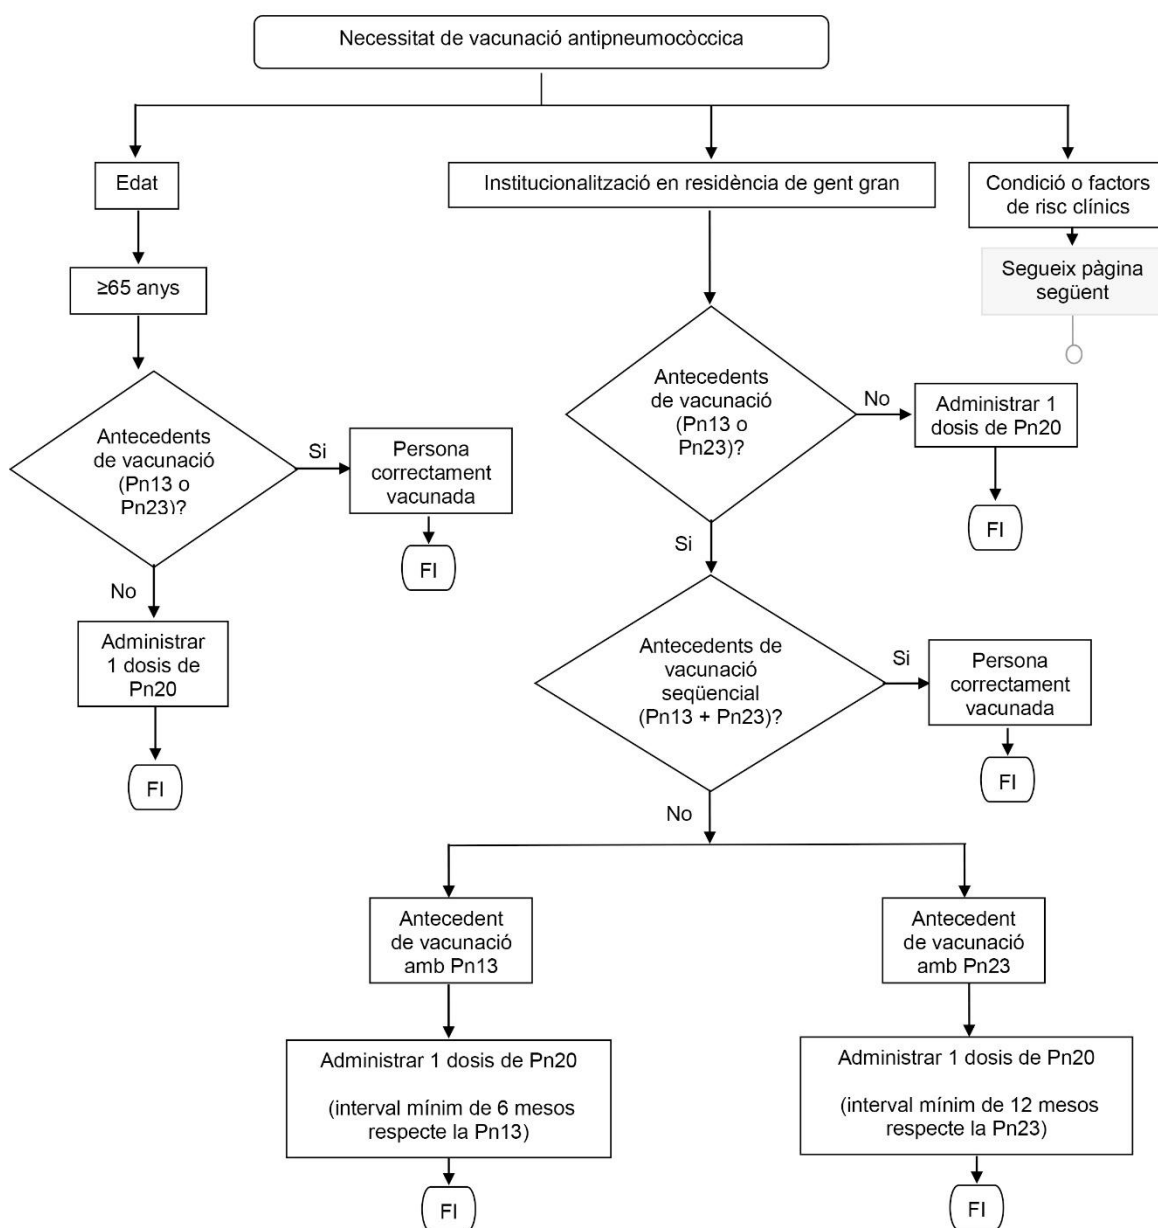 Necessitat de vacunació antipneumocòccica
Edat
Institucionalització en residència de gent gran
Condició o factors
de risc clínics
≥65 anys
Segueix pàgina
següent
Antecedents
de vacunació
(Pn13 o
Pn23)?
Si
Persona
correctament
vacunada
FI
No
Administrar
1 dosis de
Pn20
FI
Antecedents
de vacunació
(Pn13 o
Pn23)?
No
Administrar 1
dosis de Pn20
FI
Si
Antecedents de
vacunació
seqüencial
(Pn13 + Pn23)?
Si
Persona
correctament
vacunada
FI
No
Antecedent
de vacunació
amb Pn13
Administrar 1 dosis de Pn20
(interval mínim de 6 mesos
respecte la Pn13)
FI
Antecedent
de vacunació
amb Pn23
Administrar 1 dosis de Pn20
(interval mínim de 12 mesos
respecte la Pn23)
FI